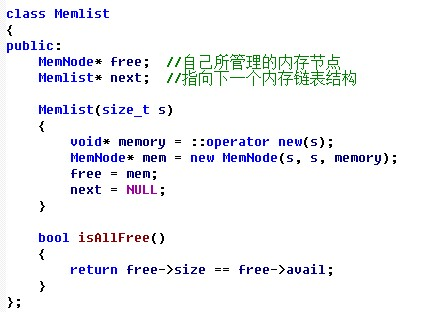 class Memlist
{
public:
    MemNode* free;  //自己所管理的内存节点
    Memlist* next;  //指向下一个内存链表结构
    Memlist(size_t s)
    {
        void* memory = ::operator new(s);
        MemNode* mem = new MemNode(s, s, memory);
        free = mem;
        next = NULL;
    }
    bool isAllFree()
    {
        return free->size == free->avail;
    }
};